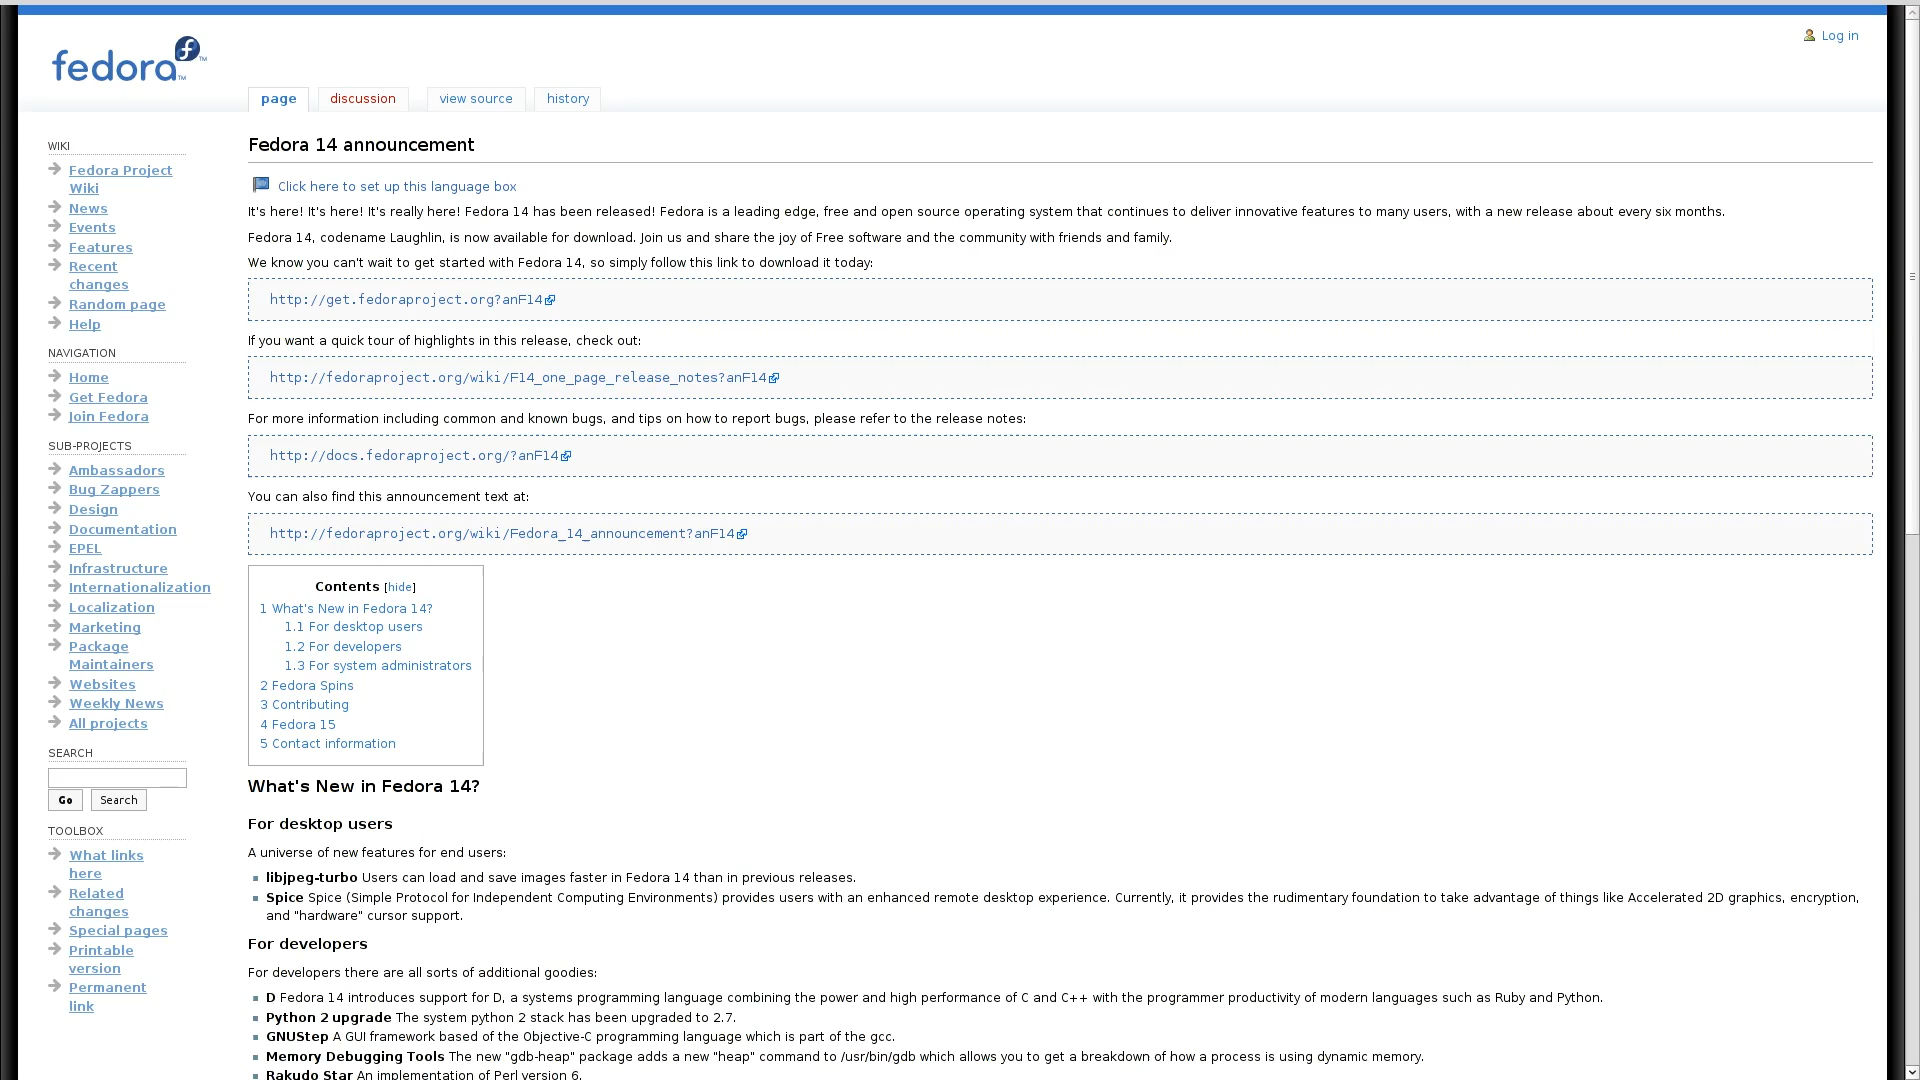 fedora
Log in
page
discussion
view source
history
WIKI
Fedora Project
Wiki
News
Events
Features
Recent
changes
Random page
Help
NAVIGATION
Home
Get Fedora
Join Fedora
SUB-PROJECTS
Ambassadors
Bug Zappers
Design
Documentation
EPEL
Infrastructure
Internationalization
Localization
Marketing
Package
Maintainers
Websites
Weekly News
All projects
SEARCH
Go
Search
TOOLBOX
What links
here
Related
changes
Special pages
Printable
version
Permanent
link
Fedora 14 announcement
Click here to set up this language box
It's here! It's here! It's really here! Fedora 14 has been released! Fedora is a leading edge, free and open source operating system that continues to deliver innovative features to many users, with a new release about every six months.
Fedora 14, codename Laughlin, is now available for download. Join us and share the joy of Free software and the community with friends and family.
We know you can't wait to get started with Fedora 14, so simply follow this link to download it today:
http://get.fedoraproject.org?anF14
If you want a quick tour of highlights in this release, check out:
http://fedoraproject.org/wiki/F14_one_page_release_notes?anF14
For more information including common and known bugs, and tips on how to report bugs, please refer to the release notes:
http://docs.fedoraproject.org/?anF14
You can also find this announcement text at:
http://fedoraproject.org/wiki/Fedora_14_announcement?anF14
Contents [hide]
1 What's New in Fedora 14?
1.1 For desktop users
1.2 For developers
1.3 For system administrators
2 Fedora Spins
3 Contributing
4 Fedora 15
5 Contact information
What's New in Fedora 14?
For desktop users
A universe of new features for end users:
libjpeg-turbo Users can load and save images faster in Fedora 14 than in previous releases.
Spice Spice (Simple Protocol for Independent Computing Environments) provides users with an enhanced remote desktop experience. Currently, it provides the rudimentary foundation to take advantage of things like Accelerated 2D graphics, encryption,
and "hardware" cursor support.
For developers
For developers there are all sorts of additional goodies:
D Fedora 14 introduces support for D, a systems programming language combining the power and high performance of C and C++ with the programmer productivity of modern languages such as Ruby and Python.
Python 2 upgrade The system python 2 stack has been upgraded to 2.7.
GNUStep A GUI framework based of the Objective-C programming language which is part of the gcc.
Memory Debugging Tools The new "gdb-heap" package adds a new "heap" command to /usr/bin/gdb which allows you to get a breakdown of how a process is using dynamic memory.
Rakudo Star An implementation of Perl version 6.